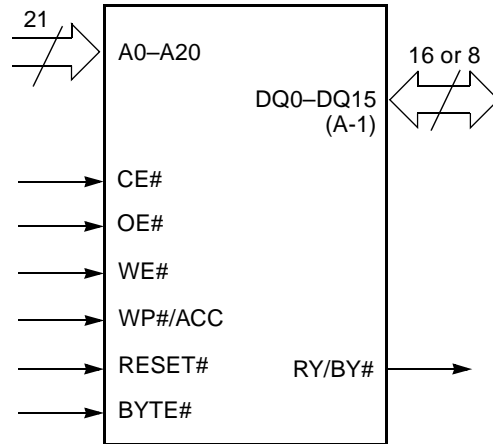 21
A0–A20
16 or 8
DQ0–DQ15
(A-1)
CE#
OE#
WE#
WP#/ACC
RESET#
RY/BY#
BYTE#